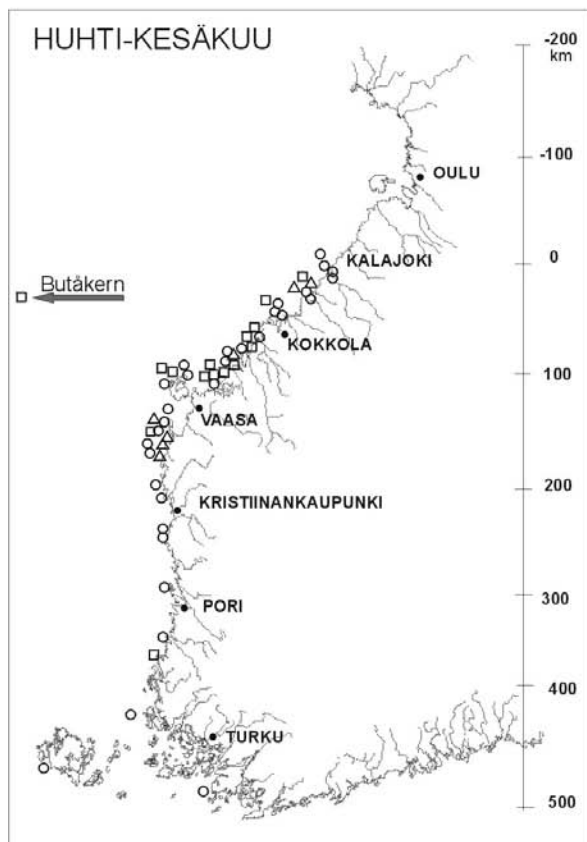 HUHTI-KESÄKUU
-200
km
-100
OULU
0
KALAJOKI
Butåkern
KOKKOLA
100
VAASA
200
KRISTIINANKAUPUNKI
300
PORI
400
TURKU
500